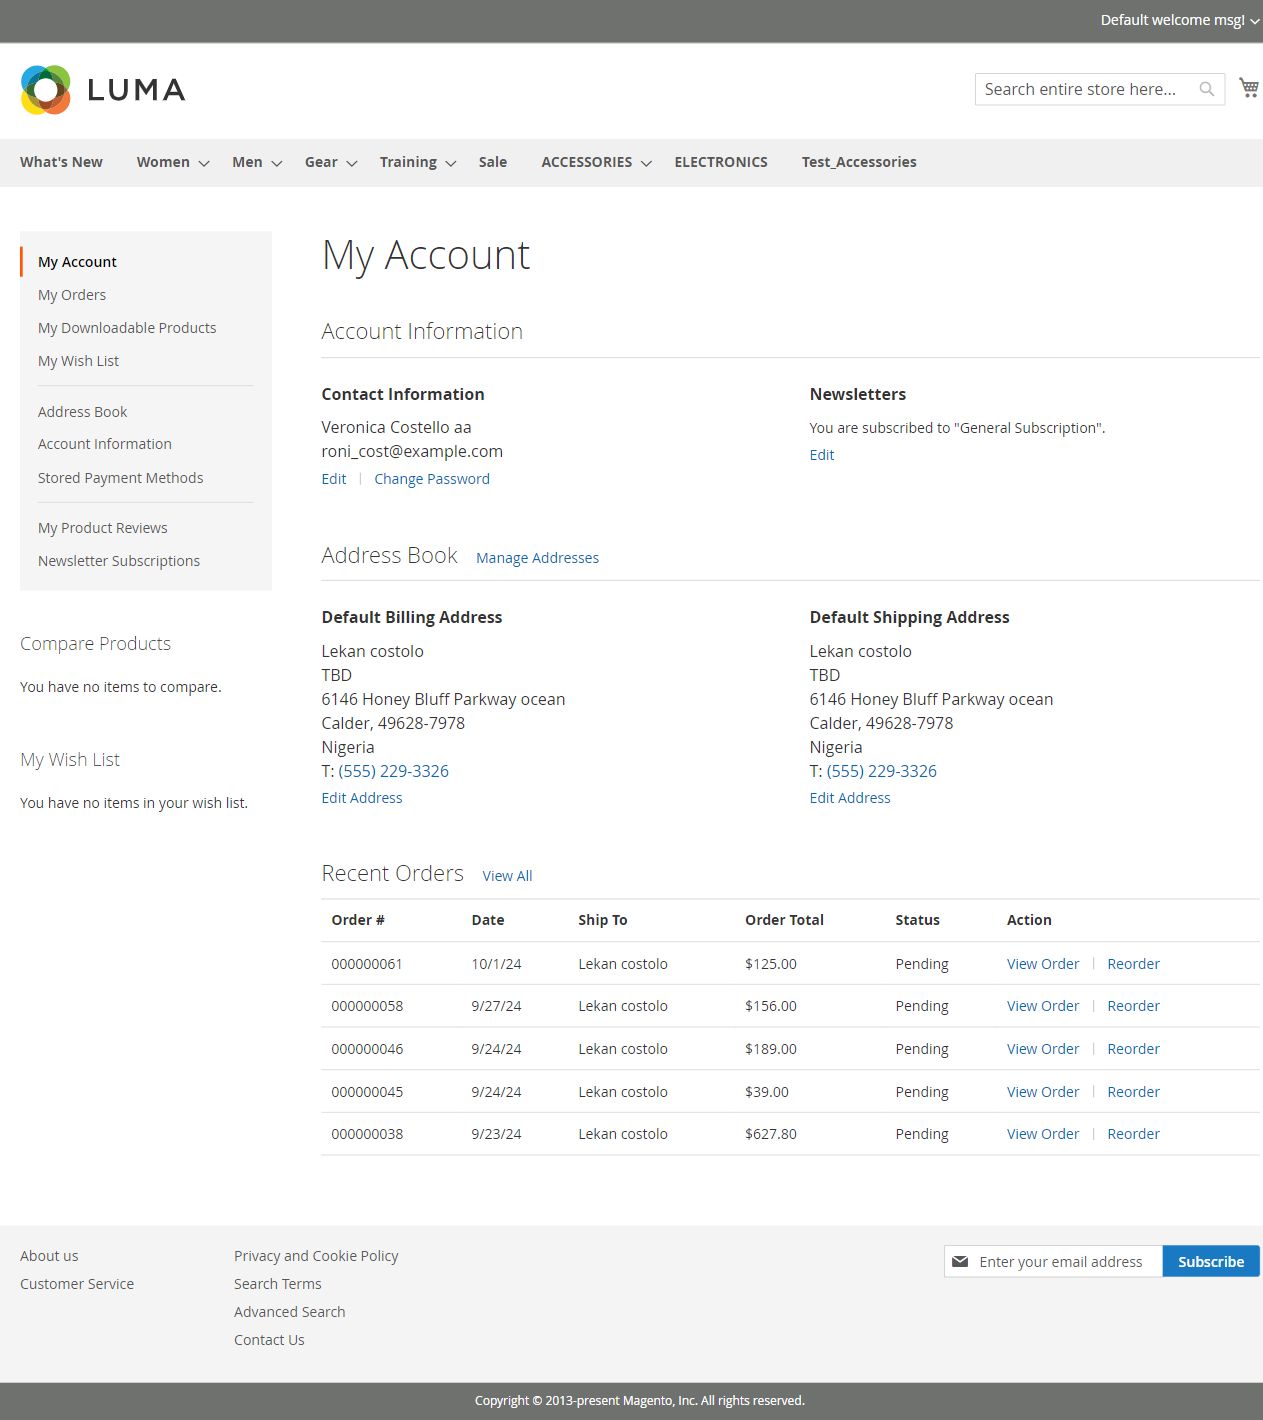 Default welcome msg!
LUMA
Search entire store here...
What's New Women Men Gear Training Sale ACCESSORIES ELECTRONICS Test_Accessories
My Account
My Orders
My Downloadable Products
My Wish List
Address Book
Account Information
Stored Payment Methods
My Product Reviews
Newsletter Subscriptions
Compare Products
You have no items to compare.
My Wish List
You have no items in your wish list.
My Account
Account Information
Contact Information
Veronica Costello aa
roni_cost@example.com
Edit Change Password
Newsletters
You are subscribed to "General Subscription".
Edit
Address Book Manage Addresses
Default Billing Address
Lekan costolo
TBD
6146 Honey Bluff Parkway ocean
Calder, 49628-7978
Nigeria
T: (555) 229-3326
Edit Address
Default Shipping Address
Lekan costolo
TBD
6146 Honey Bluff Parkway ocean
Calder, 49628-7978
Nigeria
T: (555) 229-3326
Edit Address
Recent Orders View All
Order # Date Ship To Order Total Status Action
000000061 10/1/24 Lekan costolo $125.00 Pending View Order Reorder
000000058 9/27/24 Lekan costolo $156.00 Pending View Order Reorder
000000046 9/24/24 Lekan costolo $189.00 Pending View Order Reorder
000000045 9/24/24 Lekan costolo $39.00 Pending View Order Reorder
000000038 9/23/24 Lekan costolo $627.80 Pending View Order Reorder
About us
Customer Service
Privacy and Cookie Policy
Search Terms
Advanced Search
Contact Us
Enter your email address Subscribe
Copyright © 2013-present Magento, Inc. All rights reserved.